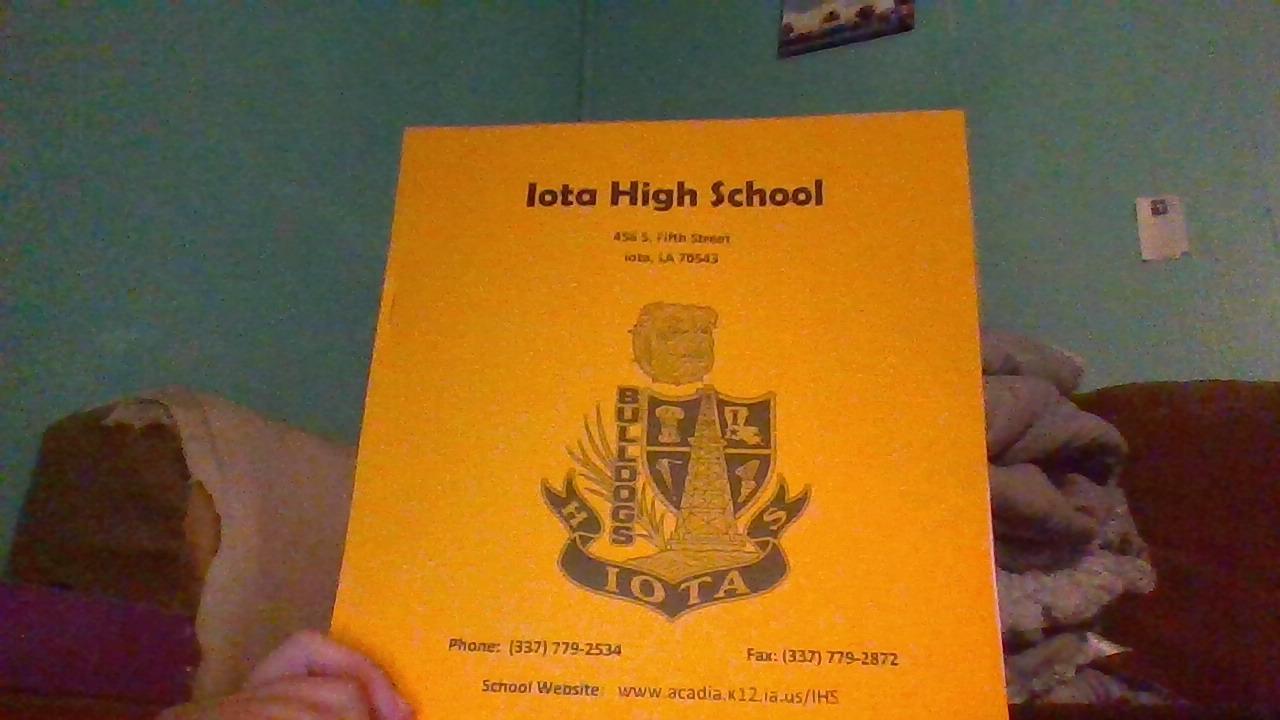 Iota High School
456 S. Fifth Street
Iota, LA 70543
BULLDOGS
H S
IOTA
Phone: (337) 779-2534 Fax: (337) 779-2872
School Website: www.acadia.k12.la.us/IHS